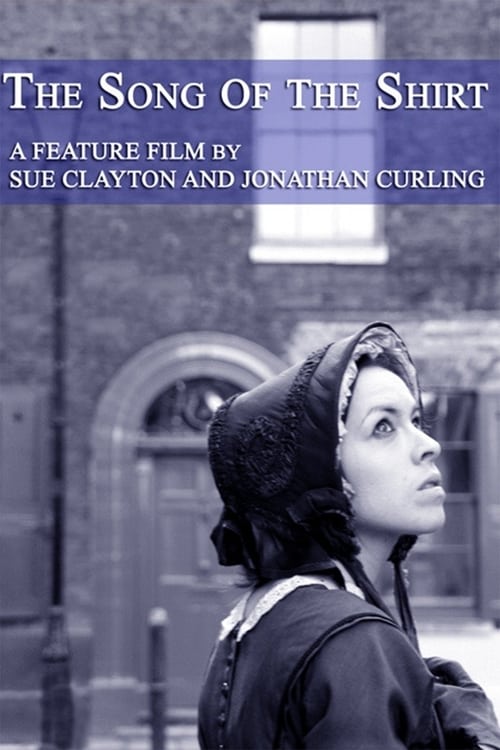 The Song Of The Shirt
A FEATURE FILM BY
SUE CLAYTON AND JONATHAN CURLING